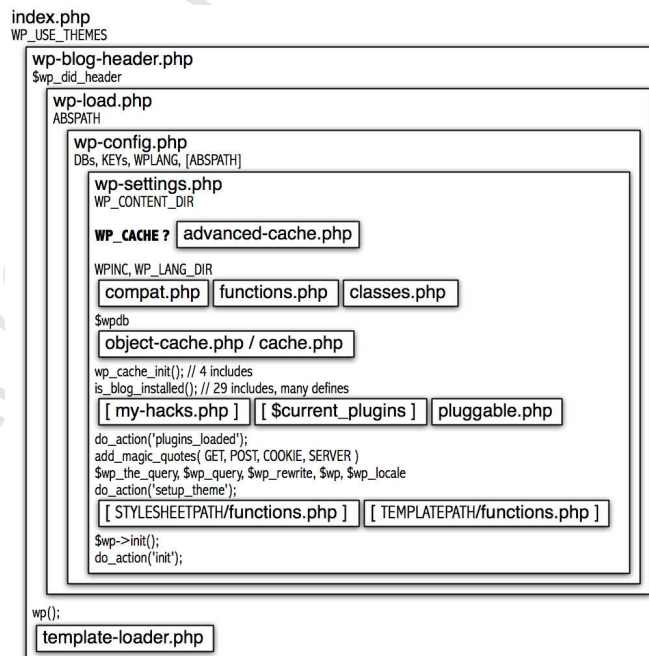 index.php
WP_USE_THEMES
wp-blog-header.php
$wp_did_header
wp-load.php
ABSPATH
wp-config.php
DBs, KEYs, WPLANG, [ABSPATH]
wp-settings.php
WP_CONTENT_DIR
WP_CACHE ? advanced-cache.php
WPINC, WP_LANG_DIR
compat.php functions.php classes.php
$wpdb
object-cache.php / cache.php
wp_cache_init(); // 4 includes
is_blog_installed(); // 29 includes, many defines
[ my-hacks.php ] [ $current_plugins ] pluggable.php
do_action('plugins_loaded');
add_magic_quotes( GET, POST, COOKIE, SERVER )
$wp_the_query, $wp_query, $wp_rewrite, $wp, $wp_locale
do_action('setup_theme');
[ STYLESHEETPATH/functions.php ] [ TEMPLATEPATH/functions.php ]
$wp->init();
do_action('init');
wp();
template-loader.php